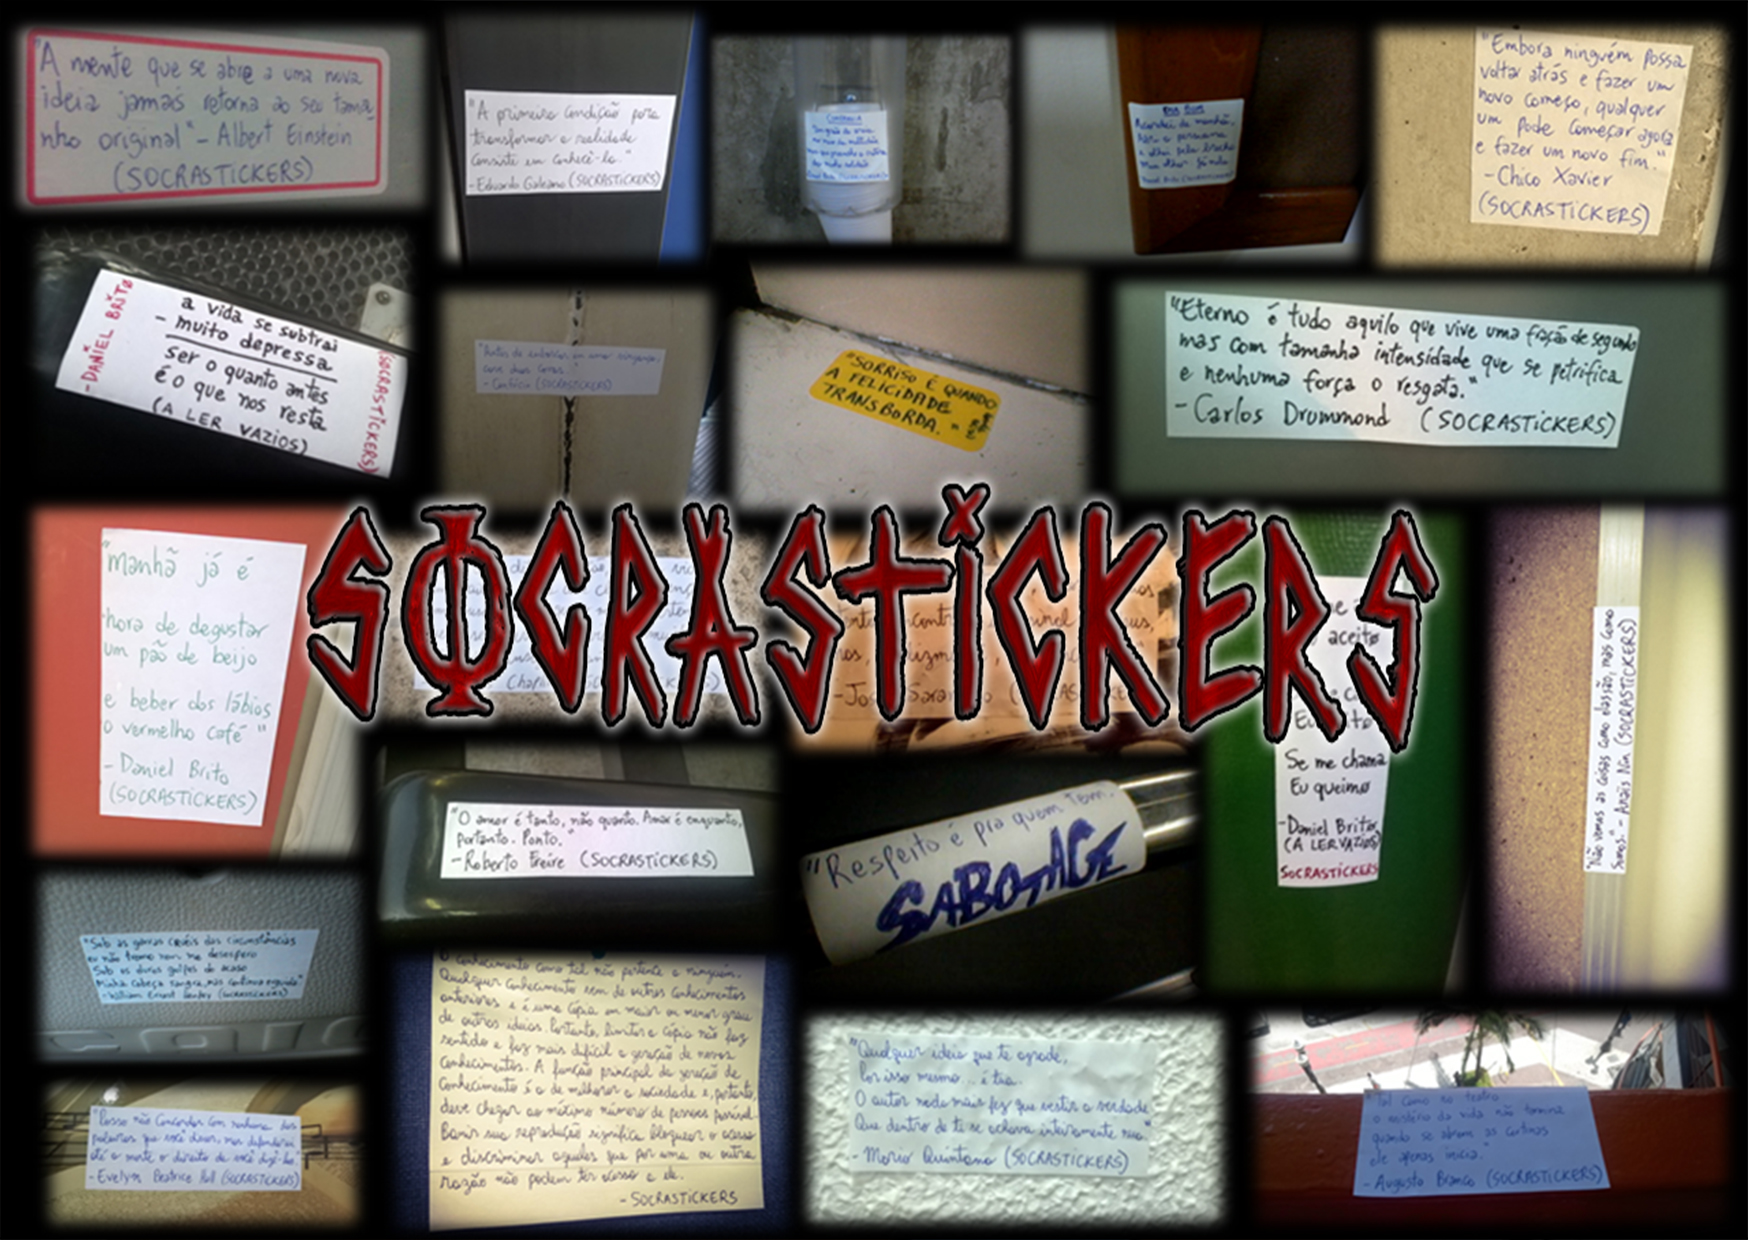 "A mente que se abre a uma nova
ideia jamais retorna ao seu tama
nho original" - Albert Einstein
(SOCRASTiCKERS)
"A primeira condição para
transformar a realidade
consiste em conhecê-la."
- Eduardo Galeano (SOCRASTiCKERS)
"Embora ninguém possa
voltar atrás e fazer um
novo começo, qualquer
um pode começar agora
e fazer um novo fim."
- Chico Xavier
(SOCRASTiCKERS)
- DANiEL BRiTO
a vida se subtrai
- muito depressa
ser o quanto antes
é o que nos resta
(A LER VAZiOS)
(SOCRASTiCKERS)
"Antes de embarcar em uma vingança,
cave duas covas."
- Confúcio (SOCRASTiCKERS)
"SORRISO É QUANDO
A FELICIDADE
TRANSBORDA."
"Eterno é tudo aquilo que vive uma fração de segundo
mas com tamanha intensidade que se petrifica
e nenhuma força o resgata."
- Carlos Drummond (SOCRASTiCKERS)
SOCRASTiCKERS
"manhã já é
hora de degustar
um pão de beijo
e beber dos lábios
o vermelho café"
- Daniel Brito
(SOCRASTiCKERS)
aceito
Se me chama
Eu queimo
- Daniel Brito
(A LER VAZiOS)
SOCRASTiCKERS
"Não vemos as coisas como elas são, mas como
somos." - Anaïs Nin (SOCRASTiCKERS)
"O amor é tanto, não quanto. Amar é enquanto,
portanto. Ponto."
- Roberto Freire (SOCRASTiCKERS)
"Respeito é pra quem tem."
SABOTAGE
"Sob as garras cruéis das circunstâncias
eu não tremo nem me desespero
Sob os duros golpes do acaso
Minha cabeça sangra, mas continua erguida"
- William Ernest Henley (SOCRASTiCKERS)
O conhecimento como tal não pertence a ninguém.
Qualquer conhecimento vem de outros conhecimentos
anteriores e é uma cópia em maior ou menor grau
de outras ideias. Portanto, limitar a cópia não faz
sentido e faz mais difícil a geração de novos
conhecimentos. A função principal da geração de
conhecimento é a de melhorar a sociedade e, portanto,
deve chegar ao máximo número de pessoas possível.
Banir sua reprodução significa bloquear o acesso
e discriminar aqueles que por uma ou outra
razão não podem ter acesso a ele.
- SOCRASTiCKERS
"Qualquer ideia que te agrade,
Por isso mesmo... é tua.
O autor nada mais fez que vestir a verdade
Que dentro de ti se achava inteiramente nua."
- Mario Quintana (SOCRASTiCKERS)
"Posso não concordar com nenhuma das
palavras que você disser, mas defenderei
até a morte o direito de você dizê-las."
- Evelyn Beatrice Hall (SOCRASTiCKERS)
"Tal como no teatro
o mistério da vida não termina
quando se abrem as cortinas
ele apenas inicia."
- Augusto Branco (SOCRASTiCKERS)